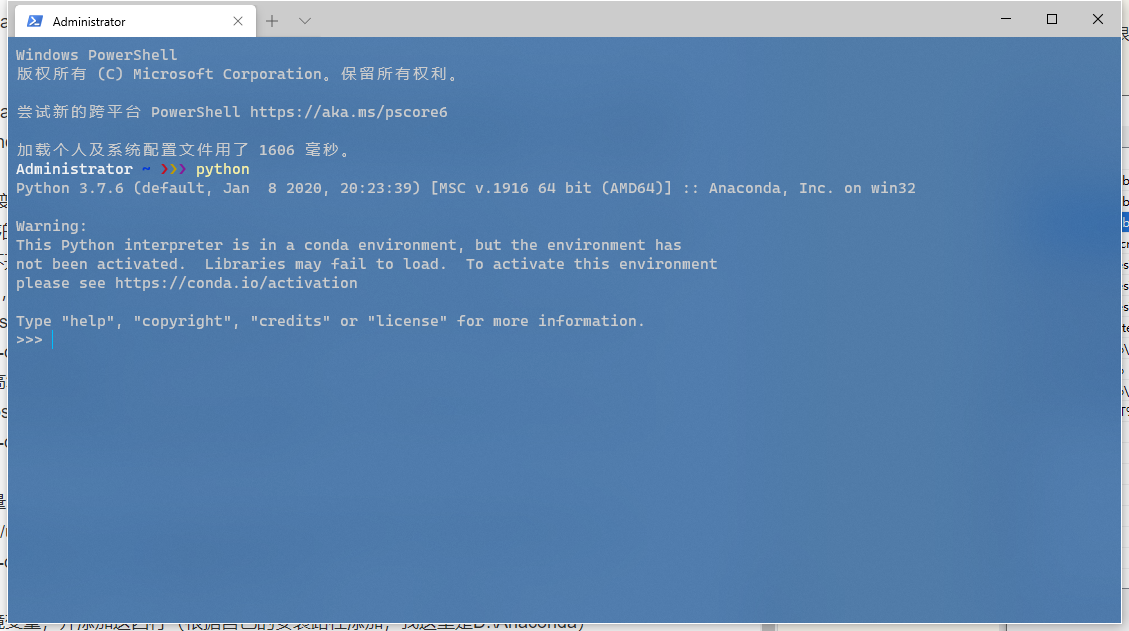 Administrator
Windows PowerShell
版权所有 (C) Microsoft Corporation。保留所有权利。
尝试新的跨平台 PowerShell https://aka.ms/pscore6
加载个人及系统配置文件用了 1606 毫秒。
Administrator ~ ❯❯❯ python
Python 3.7.6 (default, Jan  8 2020, 20:23:39) [MSC v.1916 64 bit (AMD64)] :: Anaconda, Inc. on win32
Warning:
This Python interpreter is in a conda environment, but the environment has
not been activated.  Libraries may fail to load.  To activate this environment
please see https://conda.io/activation
Type "help", "copyright", "credits" or "license" for more information.
>>>